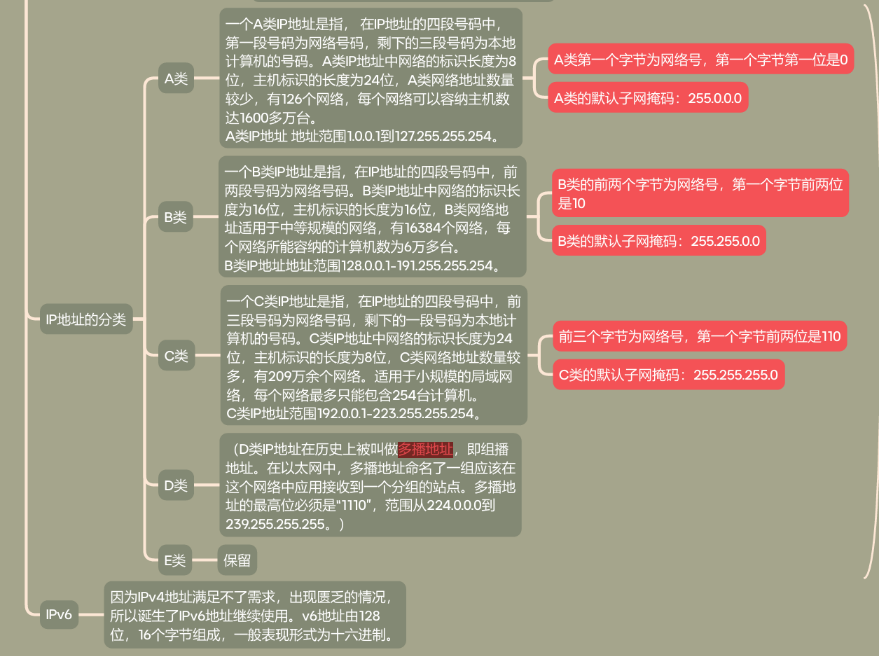 IP地址的分类
A类
一个A类IP地址是指， 在IP地址的四段号码中，
第一段号码为网络号码，剩下的三段号码为本地
计算机的号码。A类IP地址中网络的标识长度为8
位，主机标识的长度为24位，A类网络地址数量
较少，有126个网络，每个网络可以容纳主机数
达1600多万台。
A类IP地址 地址范围1.0.0.1到127.255.255.254。
A类第一个字节为网络号，第一个字节第一位是0
A类的默认子网掩码：255.0.0.0
B类
一个B类IP地址是指，在IP地址的四段号码中，前
两段号码为网络号码。B类IP地址中网络的标识长
度为16位，主机标识的长度为16位，B类网络地
址适用于中等规模的网络，有16384个网络，每
个网络所能容纳的计算机数为6万多台。
B类IP地址地址范围128.0.0.1-191.255.255.254。
B类的前两个字节为网络号，第一个字节前两位
是10
B类的默认子网掩码：255.255.0.0
C类
一个C类IP地址是指，在IP地址的四段号码中，前
三段号码为网络号码，剩下的一段号码为本地计
算机的号码。C类IP地址中网络的标识长度为24
位，主机标识的长度为8位，C类网络地址数量较
多，有209万余个网络。适用于小规模的局域网
络，每个网络最多只能包含254台计算机。
C类IP地址范围192.0.0.1-223.255.255.254。
前三个字节为网络号，第一个字节前两位是110
C类的默认子网掩码：255.255.255.0
D类
（D类IP地址在历史上被叫做多播地址，即组播
地址。在以太网中，多播地址命名了一组应该在
这个网络中应用接收到一个分组的站点。多播地
址的最高位必须是“1110”，范围从224.0.0.0到
239.255.255.255。）
E类
保留
IPv6
因为IPv4地址满足不了需求，出现匮乏的情况，
所以诞生了IPv6地址继续使用。v6地址由128
位，16个字节组成，一般表现形式为十六进制。